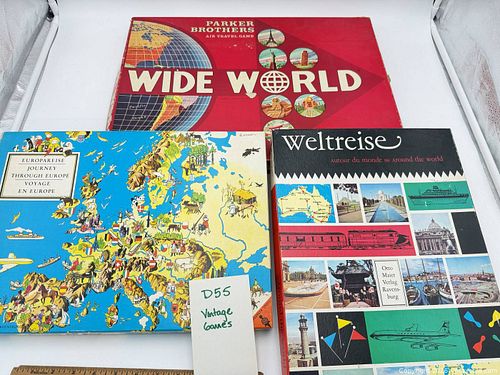 PARKER
BROTHERS
AIR TRAVEL GAME
WIDE WORLD
EUROPAREISE
JOURNEY
THROUGH EUROPE
VOYAGE
EN EUROPE
Weltreise
autour du monde around the world
Otto
Maier
Verlag
Ravens-
burg
D55
Vintage
Games